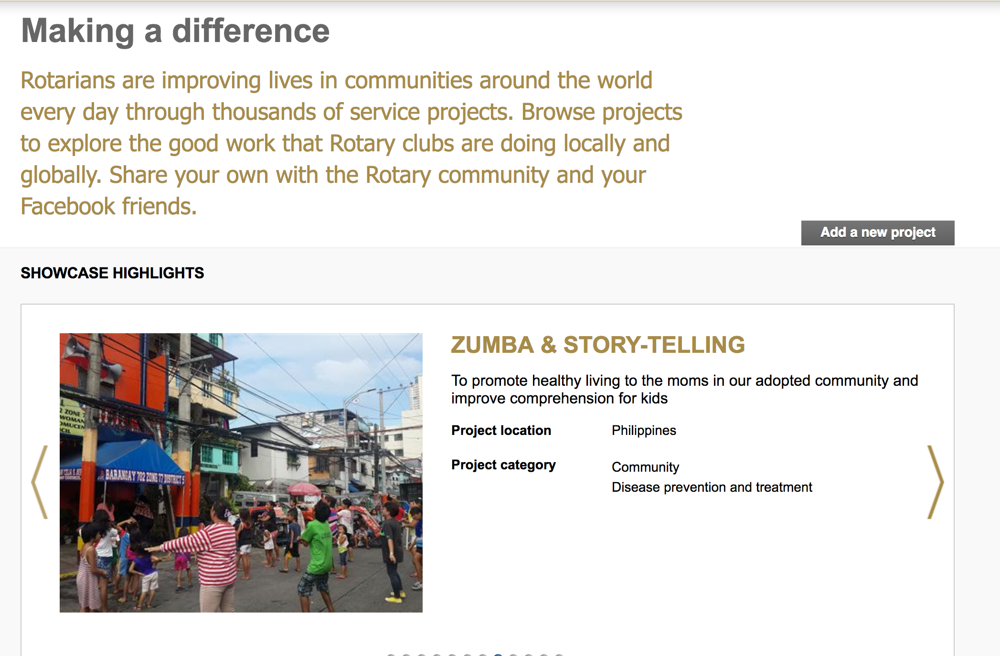 Making a difference
Rotarians are improving lives in communities around the world
every day through thousands of service projects. Browse projects
to explore the good work that Rotary clubs are doing locally and
globally. Share your own with the Rotary community and your
Facebook friends.
Add a new project
SHOWCASE HIGHLIGHTS
ZUMBA & STORY-TELLING
To promote healthy living to the moms in our adopted community and
improve comprehension for kids
Project location Philippines
Project category Community
Disease prevention and treatment
2 ZONE
WOMAN
CIL
BARANGAY 702 ZONE 77 DISTRICT 5